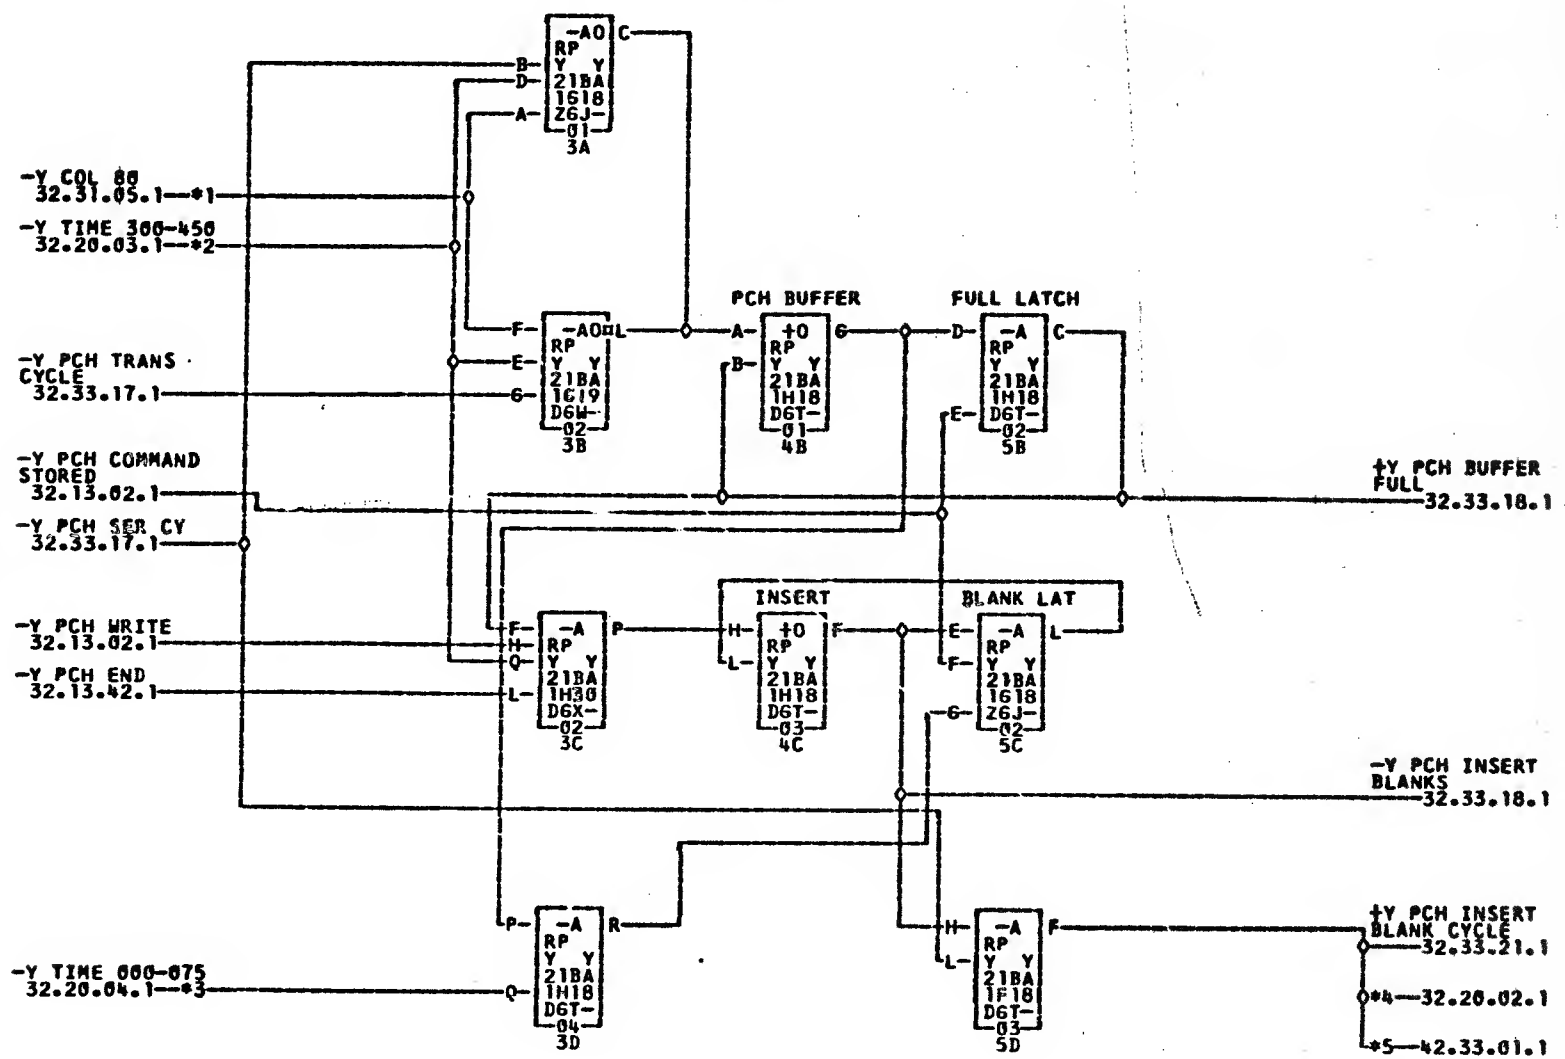 -AO C
RP
B Y Y
D 21BA
1G18
A Z6J-
01
3A
-Y COL 80
32.31.05.1—*1
-Y TIME 300-450
32.20.03.1—*2
PCH BUFFER FULL LATCH
F -AO L A +O G D -A C
RP RP RP
E Y Y B Y Y Y Y
21BA 21BA 21BA
G 1G19 1H18 1H18
D6W- D6T- E D6T-
02 01 02
3B 4B 5B
-Y PCH TRANS
CYCLE
32.33.17.1
-Y PCH COMMAND
STORED
32.13.02.1
+Y PCH BUFFER
FULL
32.33.18.1
-Y PCH SER CY
32.33.17.1
INSERT BLANK LAT
F -A P H +O F E -A L
H RP RP RP
Q Y Y L Y Y F Y Y
21BA 21BA 21BA
L 1H30 1H18 1G18
D6X- D6T- G Z6J-
02 03 02
3C 4C 5C
-Y PCH WRITE
32.13.02.1
-Y PCH END
32.13.42.1
-Y PCH INSERT
BLANKS
32.33.18.1
P -A R H -A F
RP RP
Y Y L Y Y
21BA 21BA
Q 1H18 1F18
D6T- D6T-
04 03
3D 5D
-Y TIME 000-075
32.20.04.1—*3
+Y PCH INSERT
BLANK CYCLE
32.33.21.1
*4—32.20.02.1
*5—42.33.01.1